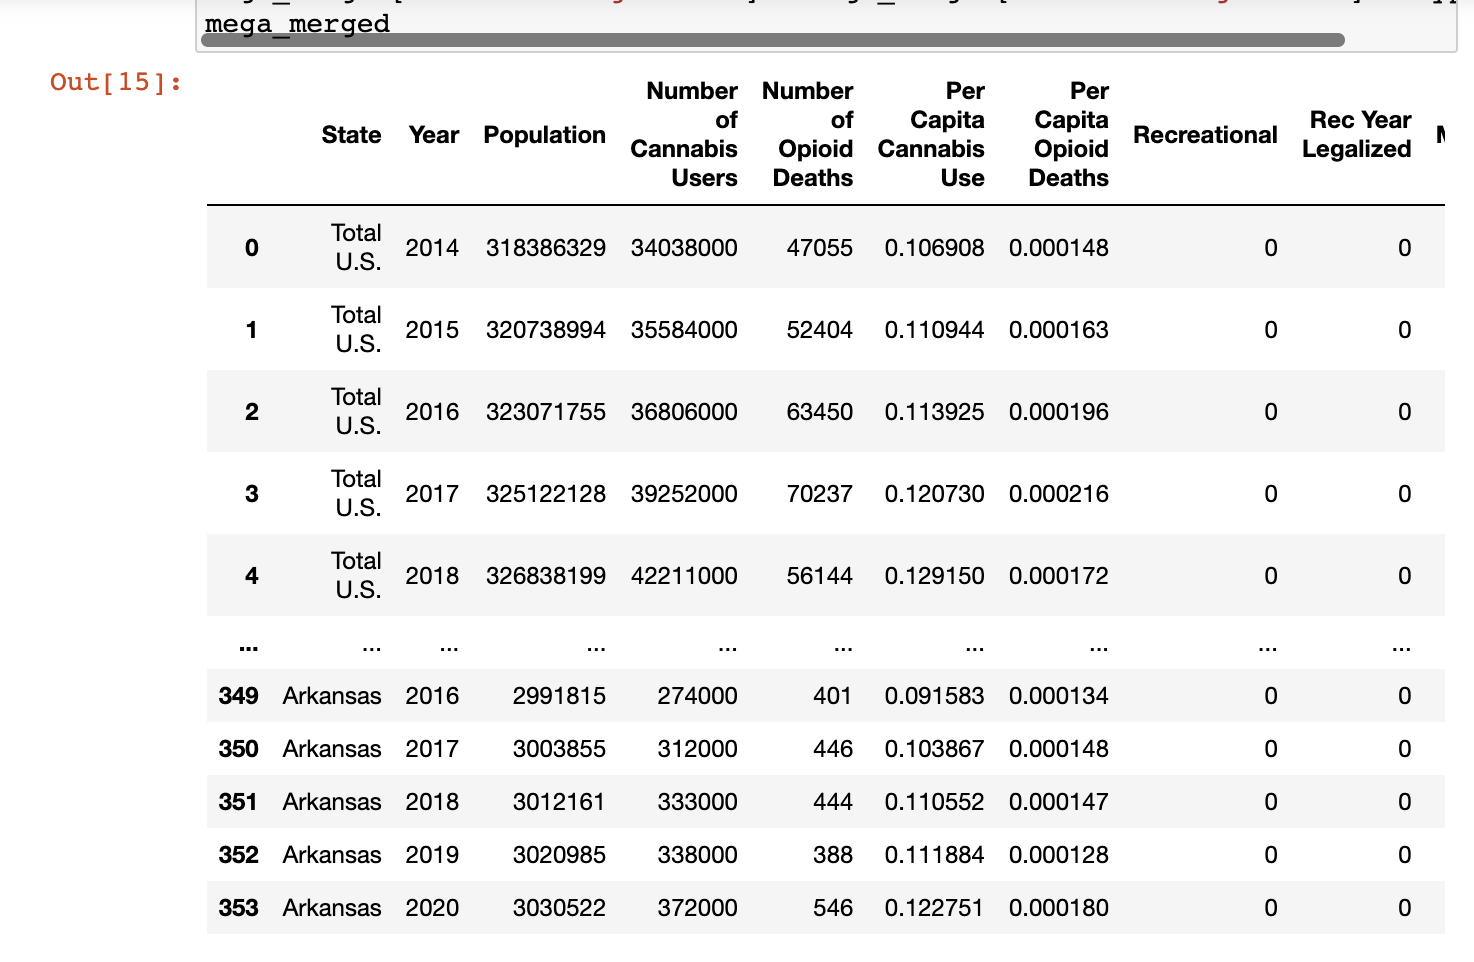 mega_merged
Out[15]:
State Year Population Number of Cannabis Users Number of Opioid Deaths Per Capita Cannabis Use Per Capita Opioid Deaths Recreational Rec Year Legalized
0 Total U.S. 2014 318386329 34038000 47055 0.106908 0.000148 0 0
1 Total U.S. 2015 320738994 35584000 52404 0.110944 0.000163 0 0
2 Total U.S. 2016 323071755 36806000 63450 0.113925 0.000196 0 0
3 Total U.S. 2017 325122128 39252000 70237 0.120730 0.000216 0 0
4 Total U.S. 2018 326838199 42211000 56144 0.129150 0.000172 0 0
... ... ... ... ... ... ... ... ... ...
349 Arkansas 2016 2991815 274000 401 0.091583 0.000134 0 0
350 Arkansas 2017 3003855 312000 446 0.103867 0.000148 0 0
351 Arkansas 2018 3012161 333000 444 0.110552 0.000147 0 0
352 Arkansas 2019 3020985 338000 388 0.111884 0.000128 0 0
353 Arkansas 2020 3030522 372000 546 0.122751 0.000180 0 0